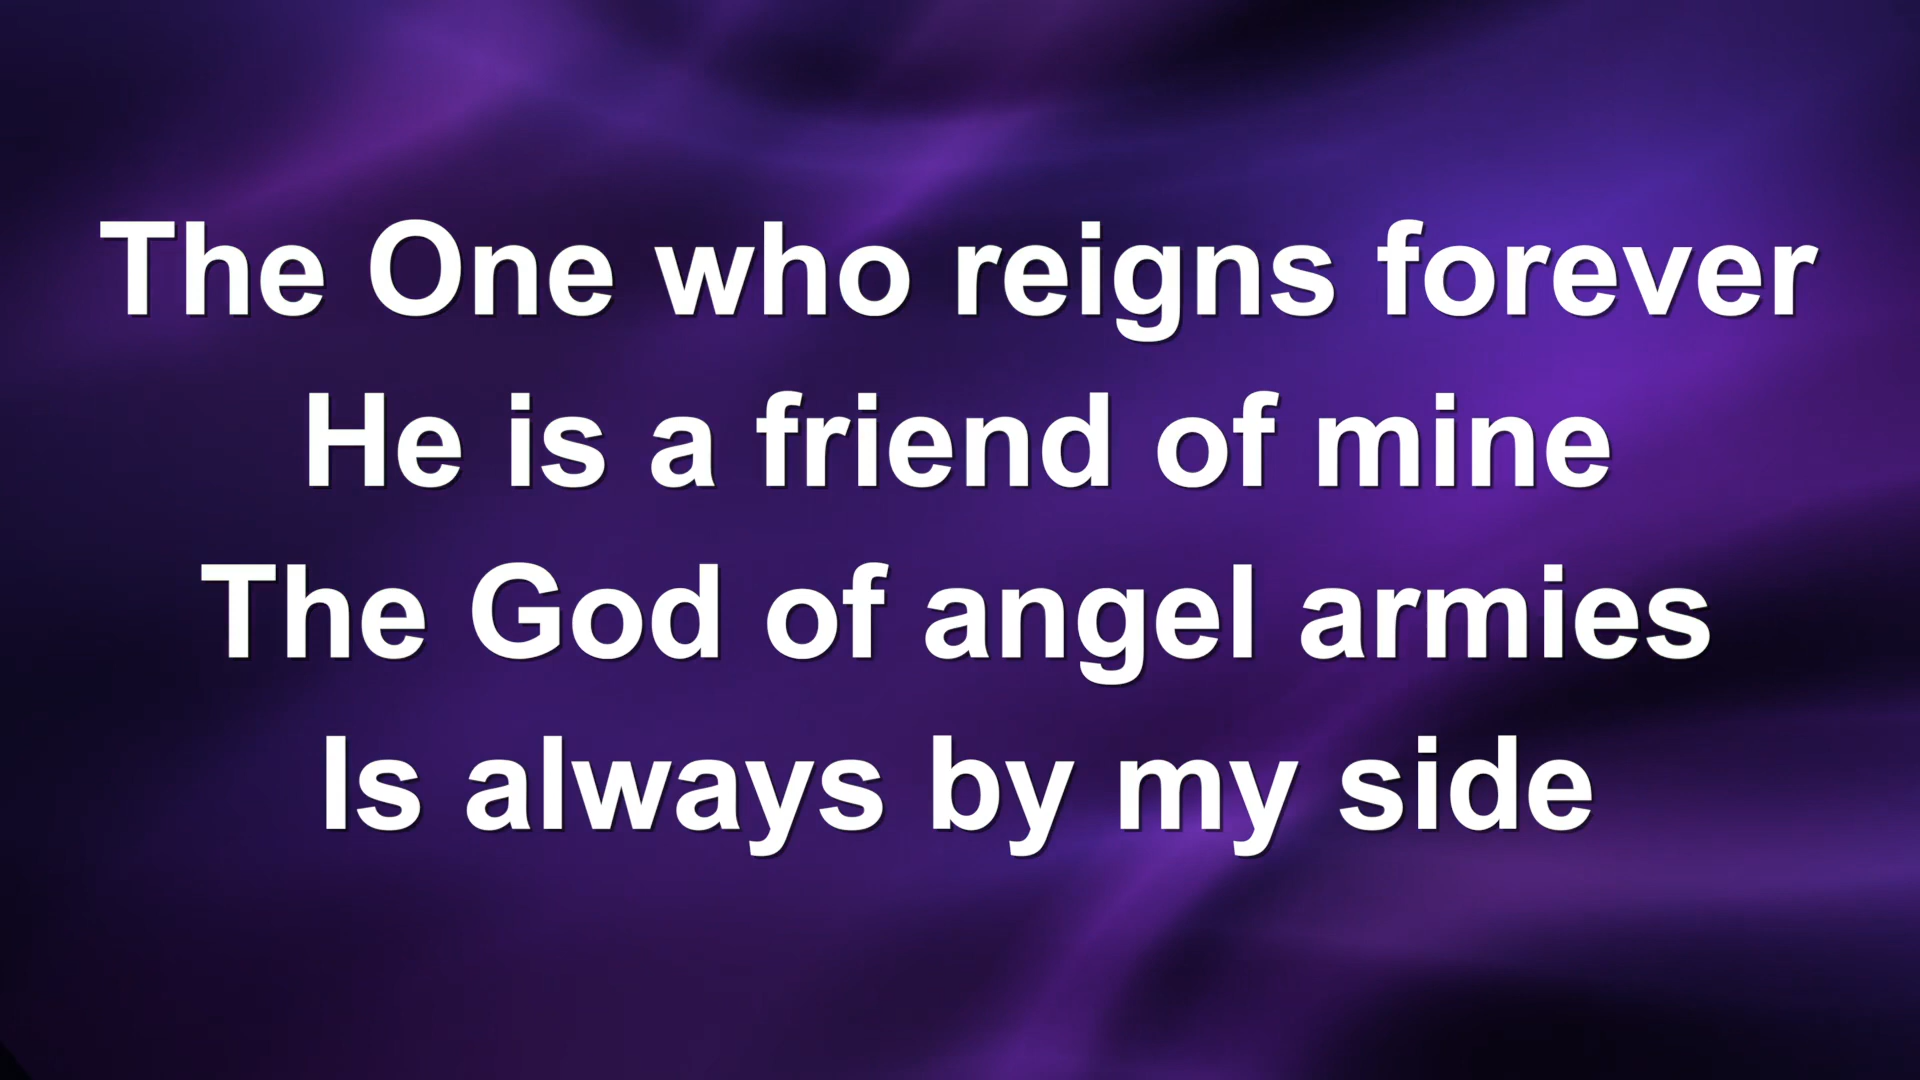 The One who reigns forever
He is a friend of mine
The God of angel armies
Is always by my side